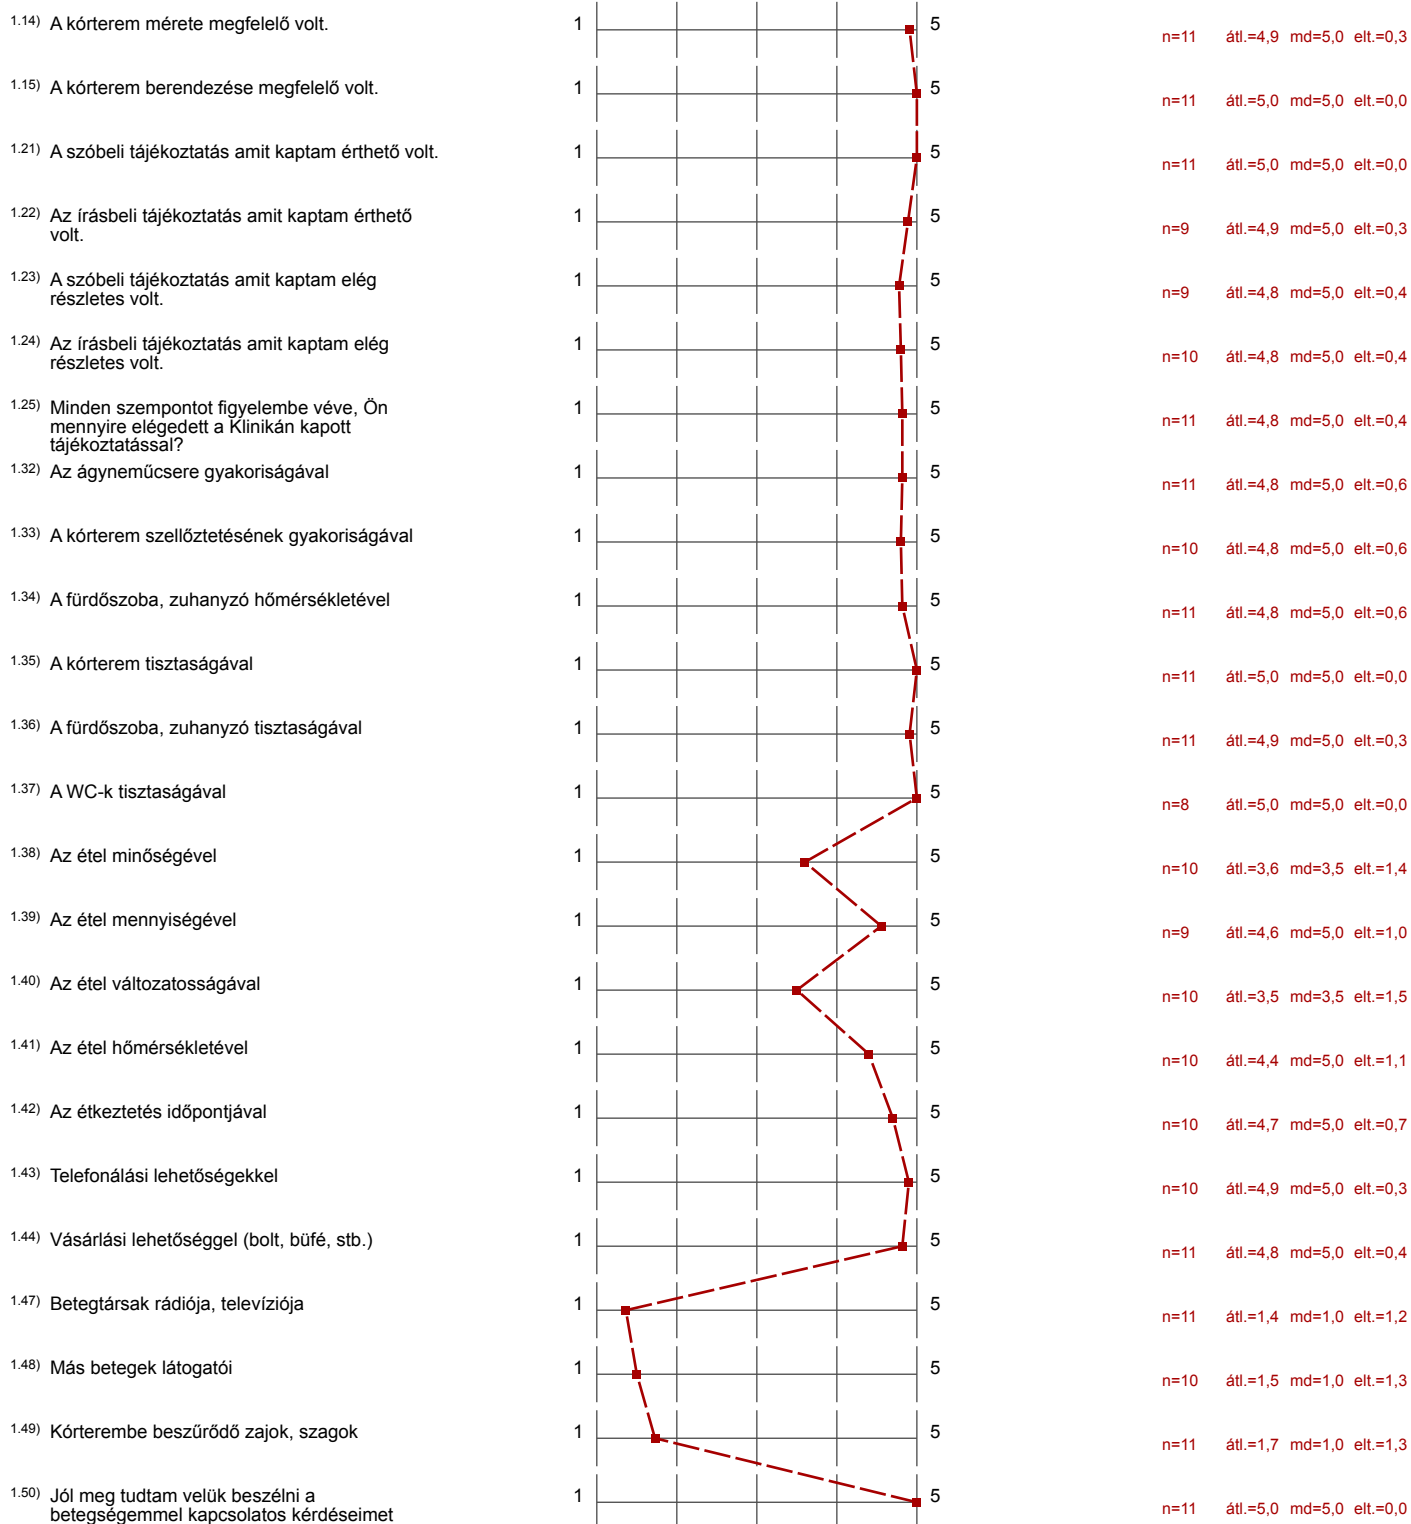 1.14) A kórterem mérete megfelelő volt. 1 5 n=11 átl.=4,9 md=5,0 elt.=0,3
1.15) A kórterem berendezése megfelelő volt. 1 5 n=11 átl.=5,0 md=5,0 elt.=0,0
1.21) A szóbeli tájékoztatás amit kaptam érthető volt. 1 5 n=11 átl.=5,0 md=5,0 elt.=0,0
1.22) Az írásbeli tájékoztatás amit kaptam érthető 1 5 n=9 átl.=4,9 md=5,0 elt.=0,3
volt.
1.23) A szóbeli tájékoztatás amit kaptam elég 1 5 n=9 átl.=4,8 md=5,0 elt.=0,4
részletes volt.
1.24) Az írásbeli tájékoztatás amit kaptam elég 1 5 n=10 átl.=4,8 md=5,0 elt.=0,4
részletes volt.
1.25) Minden szempontot figyelembe véve, Ön 1 5 n=11 átl.=4,8 md=5,0 elt.=0,4
mennyire elégedett a Klinikán kapott
tájékoztatással?
1.32) Az ágyneműcsere gyakoriságával 1 5 n=11 átl.=4,8 md=5,0 elt.=0,6
1.33) A kórterem szellőztetésének gyakoriságával 1 5 n=10 átl.=4,8 md=5,0 elt.=0,6
1.34) A fürdőszoba, zuhanyzó hőmérsékletével 1 5 n=11 átl.=4,8 md=5,0 elt.=0,6
1.35) A kórterem tisztaságával 1 5 n=11 átl.=5,0 md=5,0 elt.=0,0
1.36) A fürdőszoba, zuhanyzó tisztaságával 1 5 n=11 átl.=4,9 md=5,0 elt.=0,3
1.37) A WC-k tisztaságával 1 5 n=8 átl.=5,0 md=5,0 elt.=0,0
1.38) Az étel minőségével 1 5 n=10 átl.=3,6 md=3,5 elt.=1,4
1.39) Az étel mennyiségével 1 5 n=9 átl.=4,6 md=5,0 elt.=1,0
1.40) Az étel változatosságával 1 5 n=10 átl.=3,5 md=3,5 elt.=1,5
1.41) Az étel hőmérsékletével 1 5 n=10 átl.=4,4 md=5,0 elt.=1,1
1.42) Az étkeztetés időpontjával 1 5 n=10 átl.=4,7 md=5,0 elt.=0,7
1.43) Telefonálási lehetőségekkel 1 5 n=10 átl.=4,9 md=5,0 elt.=0,3
1.44) Vásárlási lehetőséggel (bolt, büfé, stb.) 1 5 n=11 átl.=4,8 md=5,0 elt.=0,4
1.47) Betegtársak rádiója, televíziója 1 5 n=11 átl.=1,4 md=1,0 elt.=1,2
1.48) Más betegek látogatói 1 5 n=10 átl.=1,5 md=1,0 elt.=1,3
1.49) Kórterembe beszűrődő zajok, szagok 1 5 n=11 átl.=1,7 md=1,0 elt.=1,3
1.50) Jól meg tudtam velük beszélni a 1 5 n=11 átl.=5,0 md=5,0 elt.=0,0
betegségemmel kapcsolatos kérdéseimet